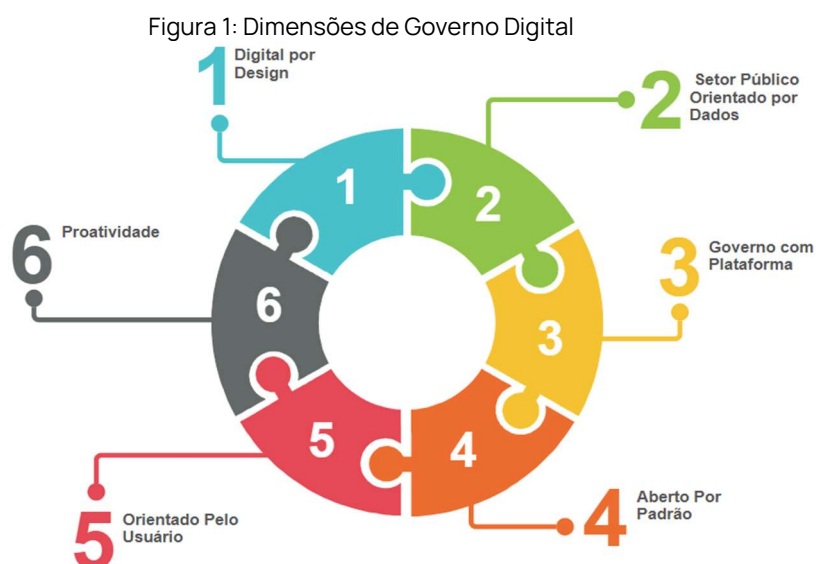 Figura 1: Dimensões de Governo Digital
1
Digital por
Design
2
Setor Público
Orientado por
Dados
3
Governo com
Plataforma
4
Aberto Por
Padrão
5
Orientado Pelo
Usuário
6
Proatividade
1
2
3
4
5
6